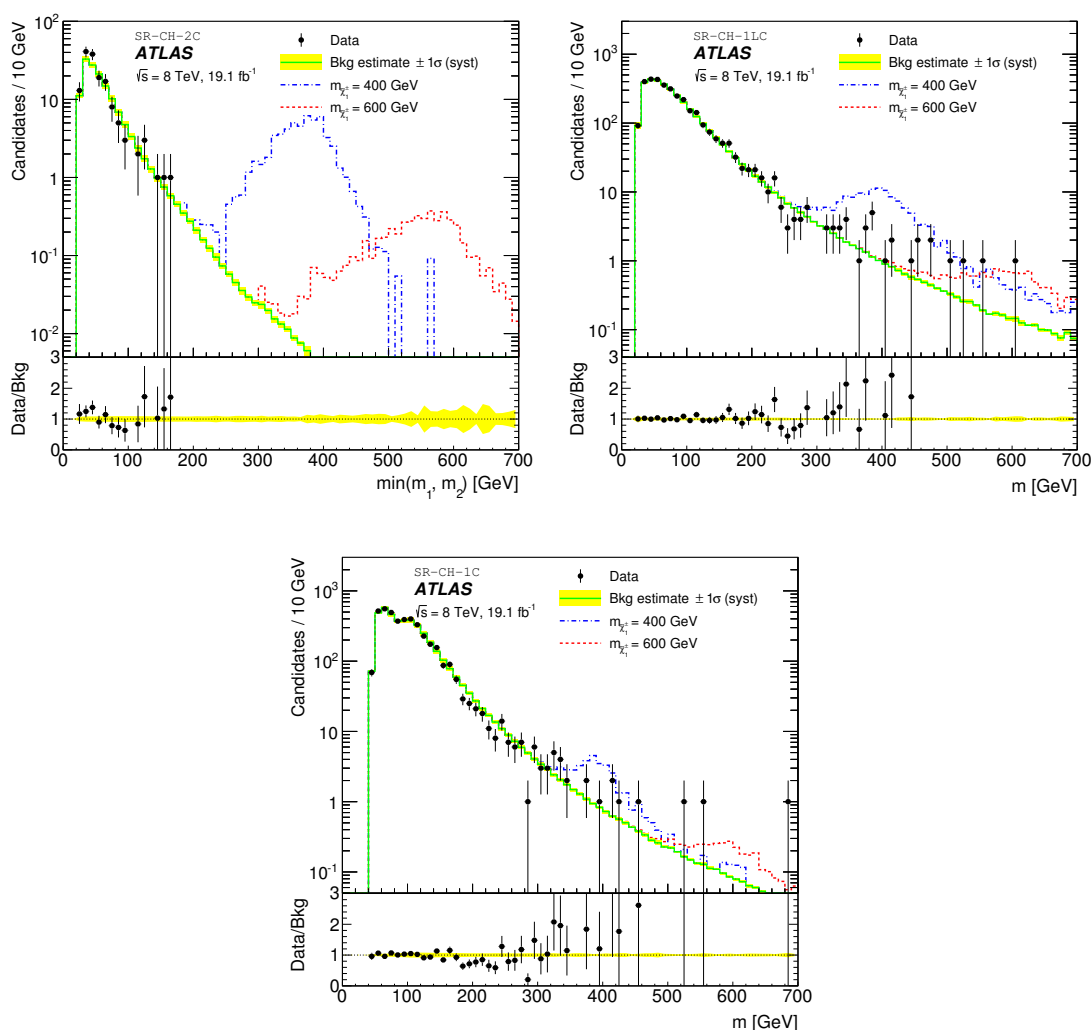 SR-CH-2C
ATLAS
√s = 8 TeV, 19.1 fb⁻¹
Data
Bkg estimate ± 1σ (syst)
m_χ̃₁± = 400 GeV
m_χ̃₁± = 600 GeV
Candidates / 10 GeV
10²
10
1
10⁻¹
10⁻²
Data/Bkg
3
2
1
0
0 100 200 300 400 500 600 700
min(m₁, m₂) [GeV]
SR-CH-1LC
ATLAS
√s = 8 TeV, 19.1 fb⁻¹
Data
Bkg estimate ± 1σ (syst)
m_χ̃₁± = 400 GeV
m_χ̃₁± = 600 GeV
Candidates / 10 GeV
10³
10²
10
1
10⁻¹
Data/Bkg
3
2
1
0
0 100 200 300 400 500 600 700
m [GeV]
SR-CH-1C
ATLAS
√s = 8 TeV, 19.1 fb⁻¹
Data
Bkg estimate ± 1σ (syst)
m_χ̃₁± = 400 GeV
m_χ̃₁± = 600 GeV
Candidates / 10 GeV
10³
10²
10
1
10⁻¹
Data/Bkg
3
2
1
0
0 100 200 300 400 500 600 700
m [GeV]